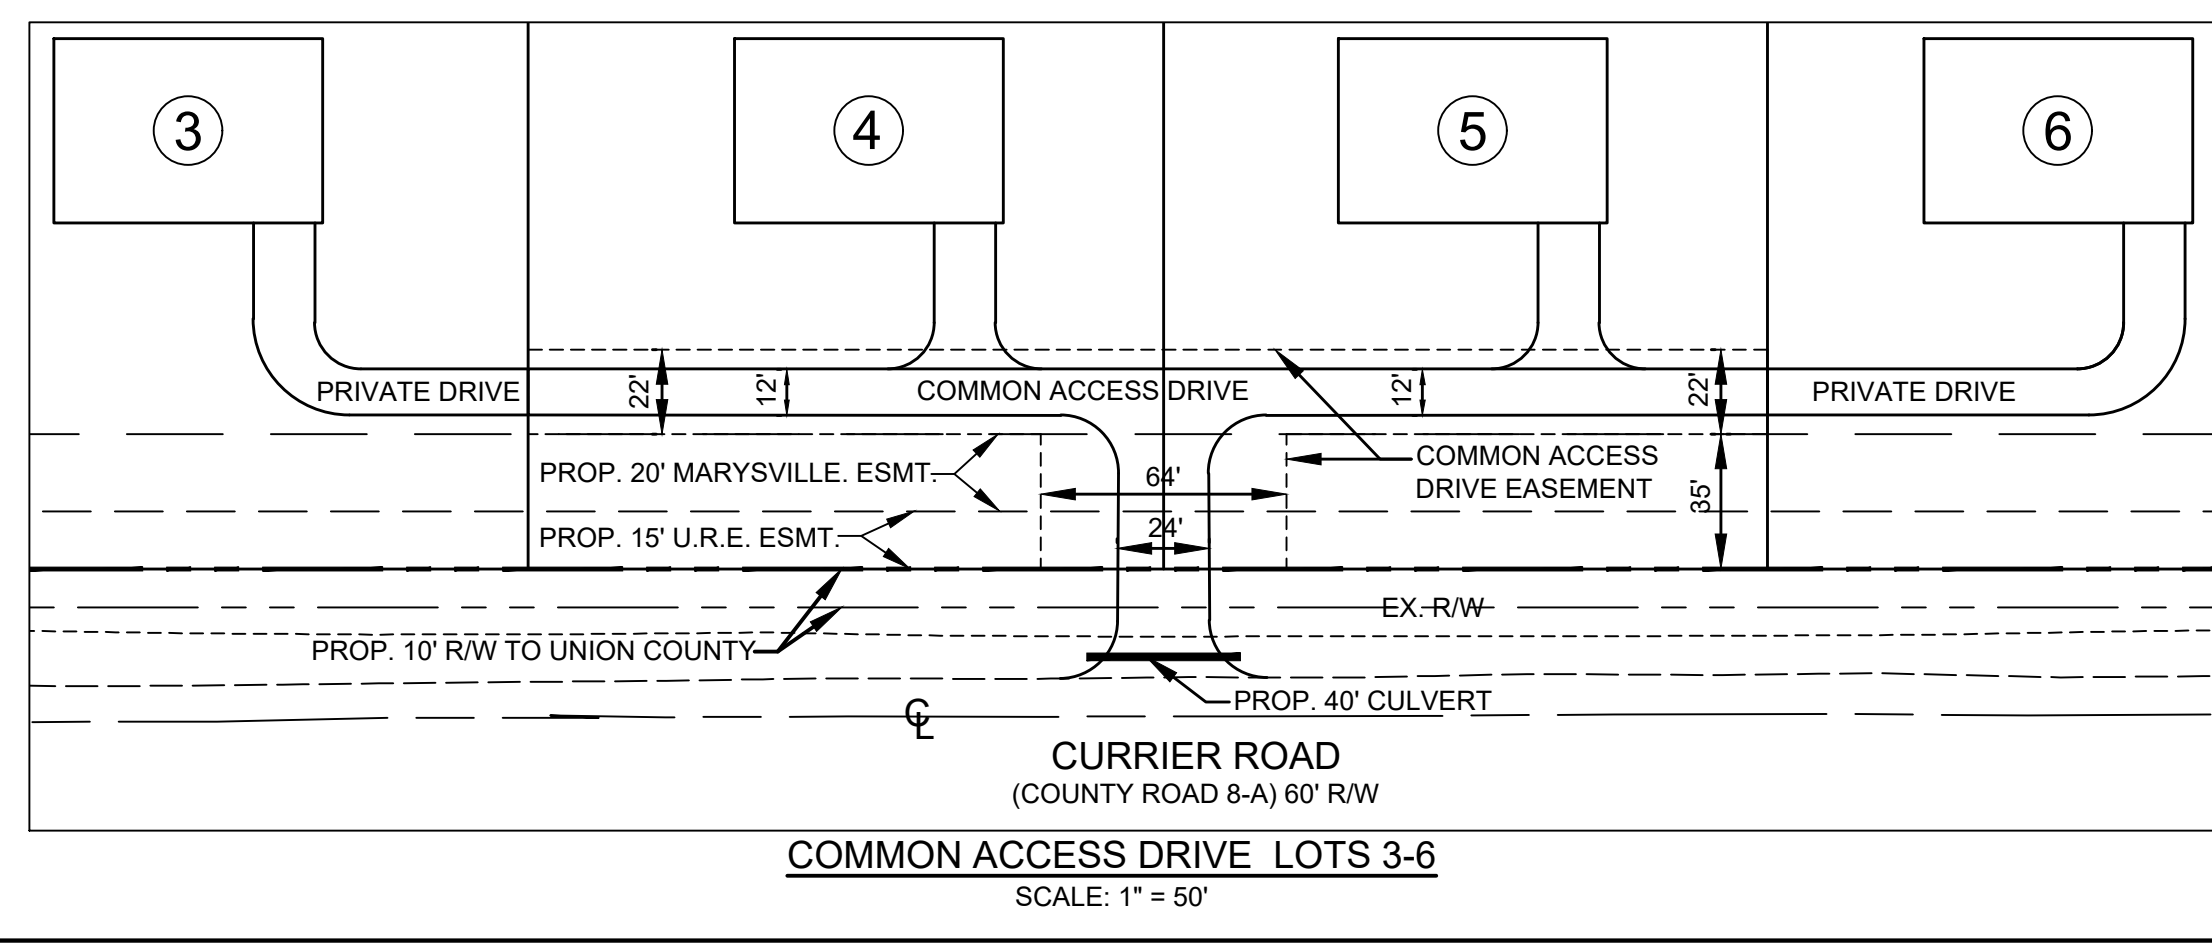 3
4
5
6
PRIVATE DRIVE
22'
12'
COMMON ACCESS DRIVE
12'
22'
PRIVATE DRIVE
PROP. 20' MARYSVILLE. ESMT.
64'
COMMON ACCESS
DRIVE EASEMENT
35'
PROP. 15' U.R.E. ESMT.
24'
EX. R/W
PROP. 10' R/W TO UNION COUNTY
PROP. 40' CULVERT
CL
CURRIER ROAD
(COUNTY ROAD 8-A) 60' R/W
COMMON ACCESS DRIVE LOTS 3-6
SCALE: 1" = 50'